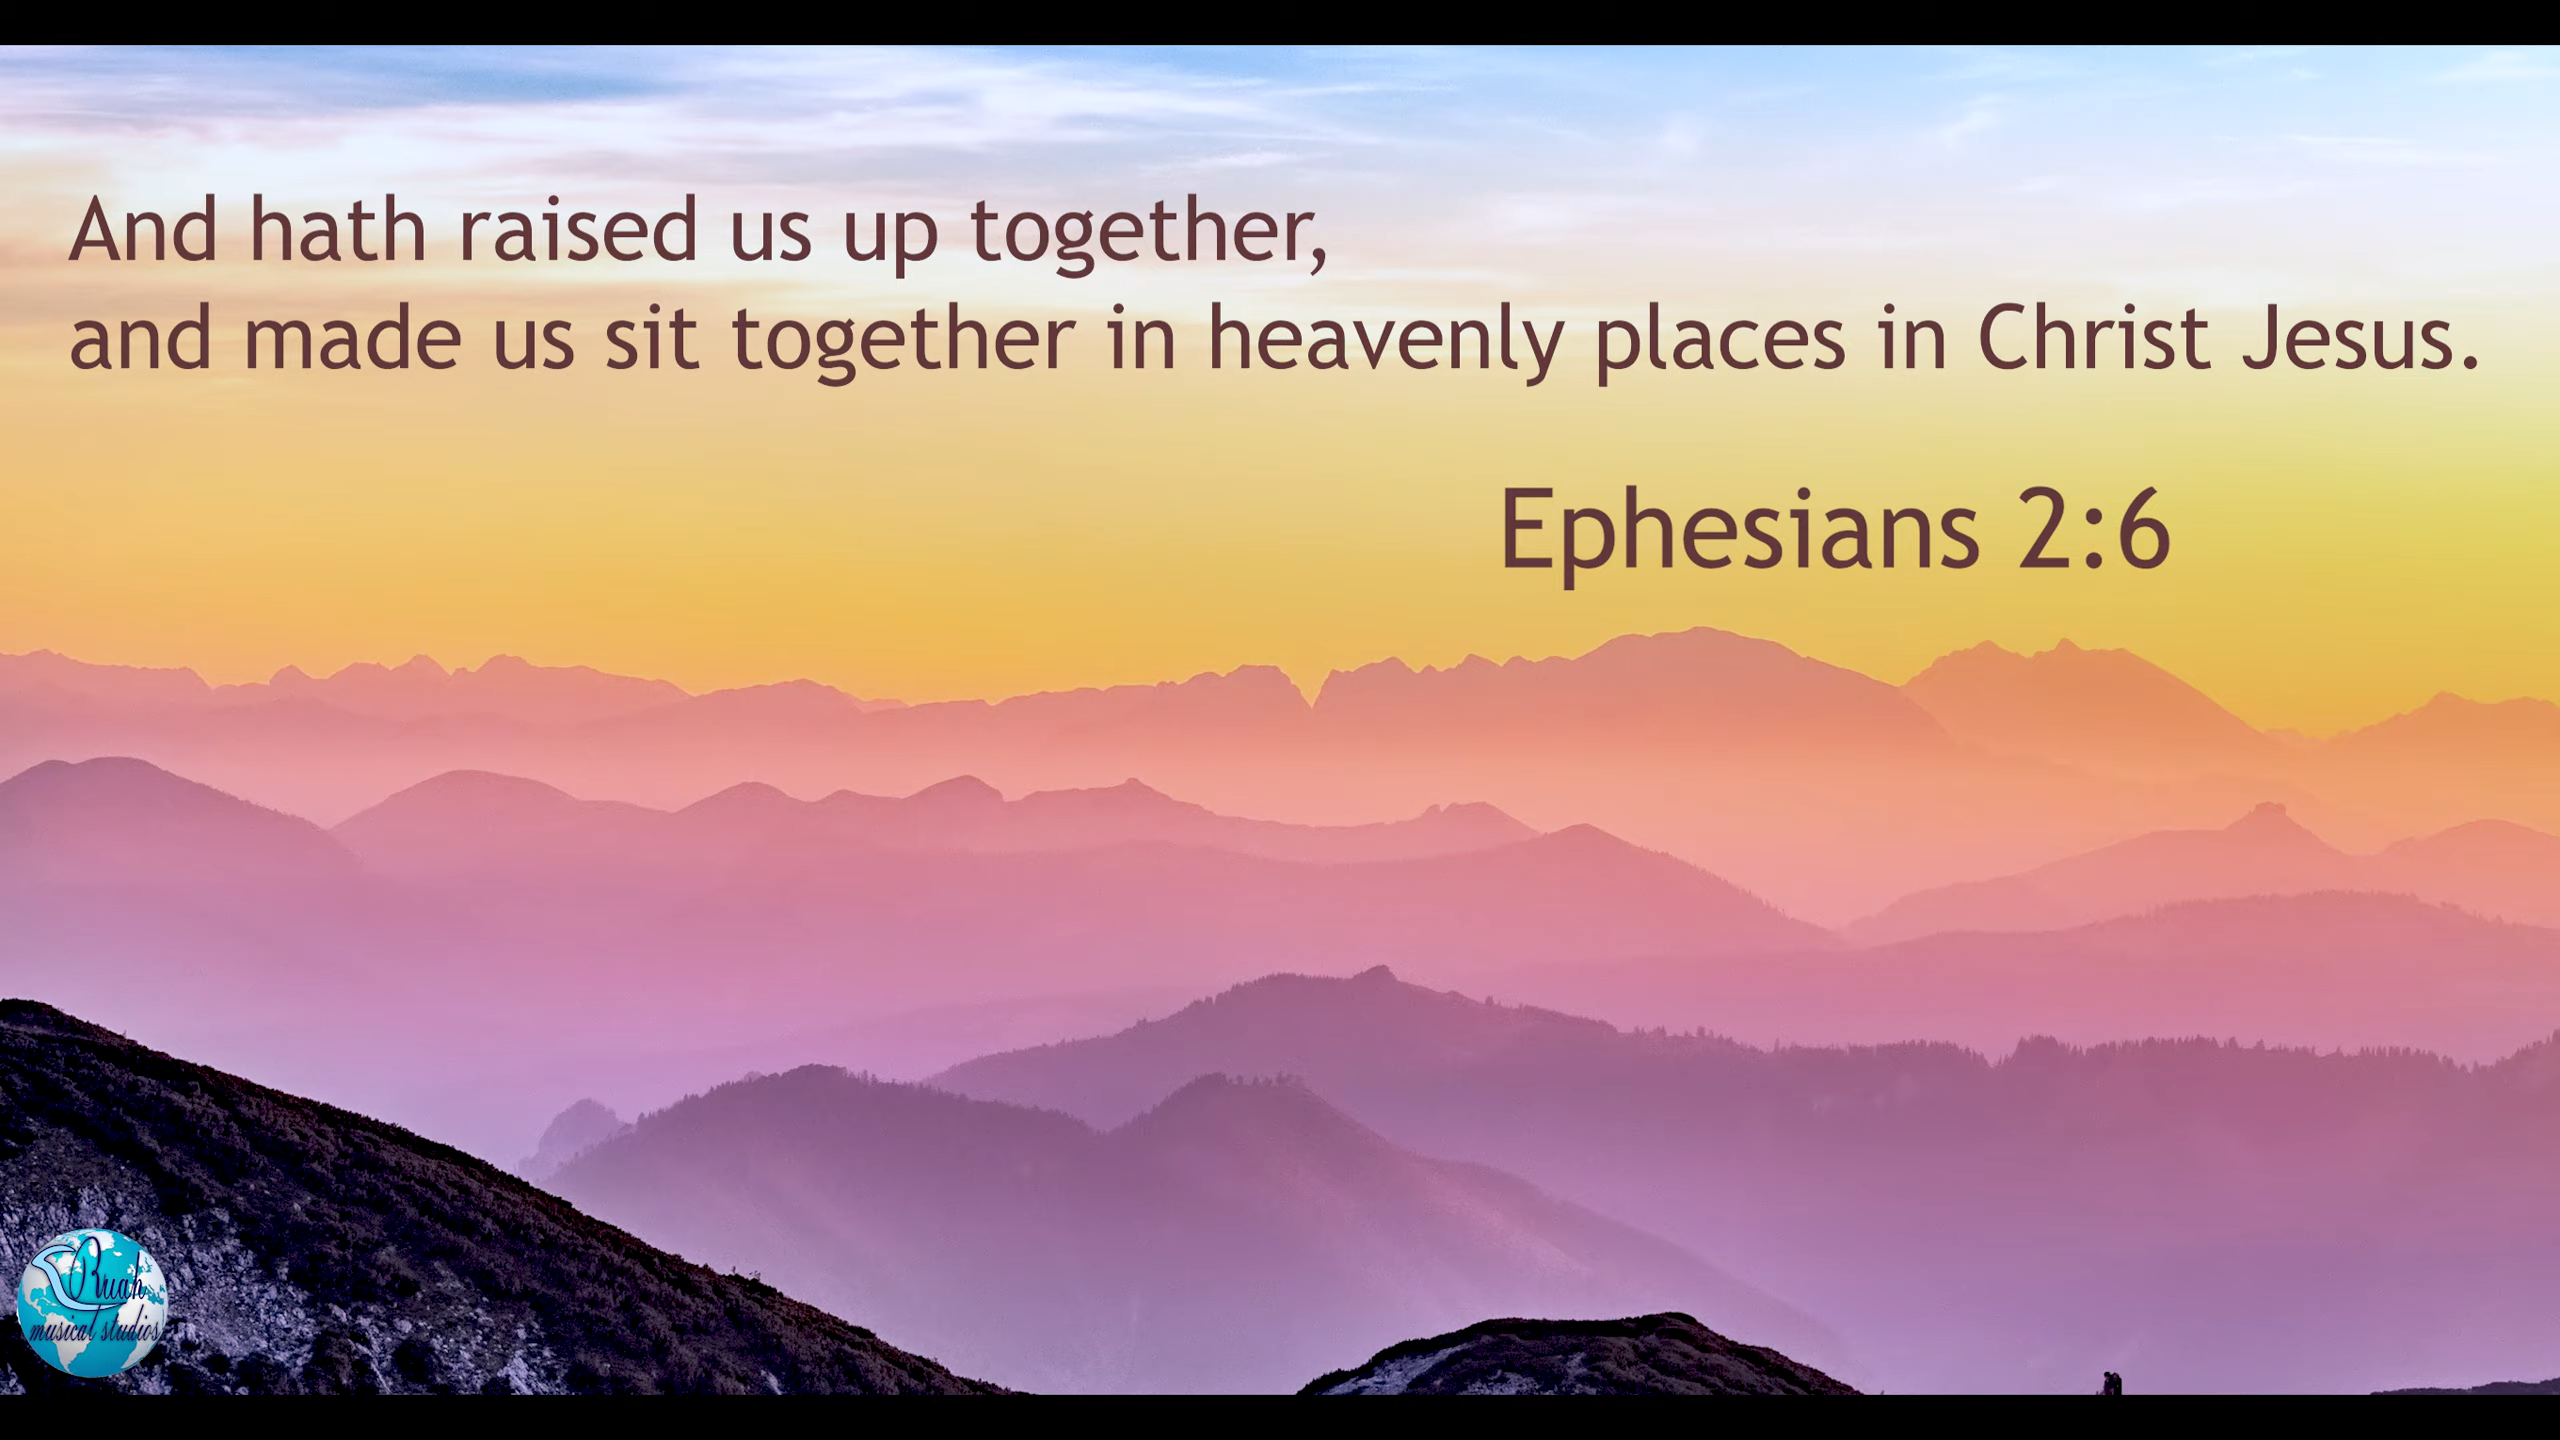 And hath raised us up together,
and made us sit together in heavenly places in Christ Jesus.
Ephesians 2:6
Ruah
musical studios